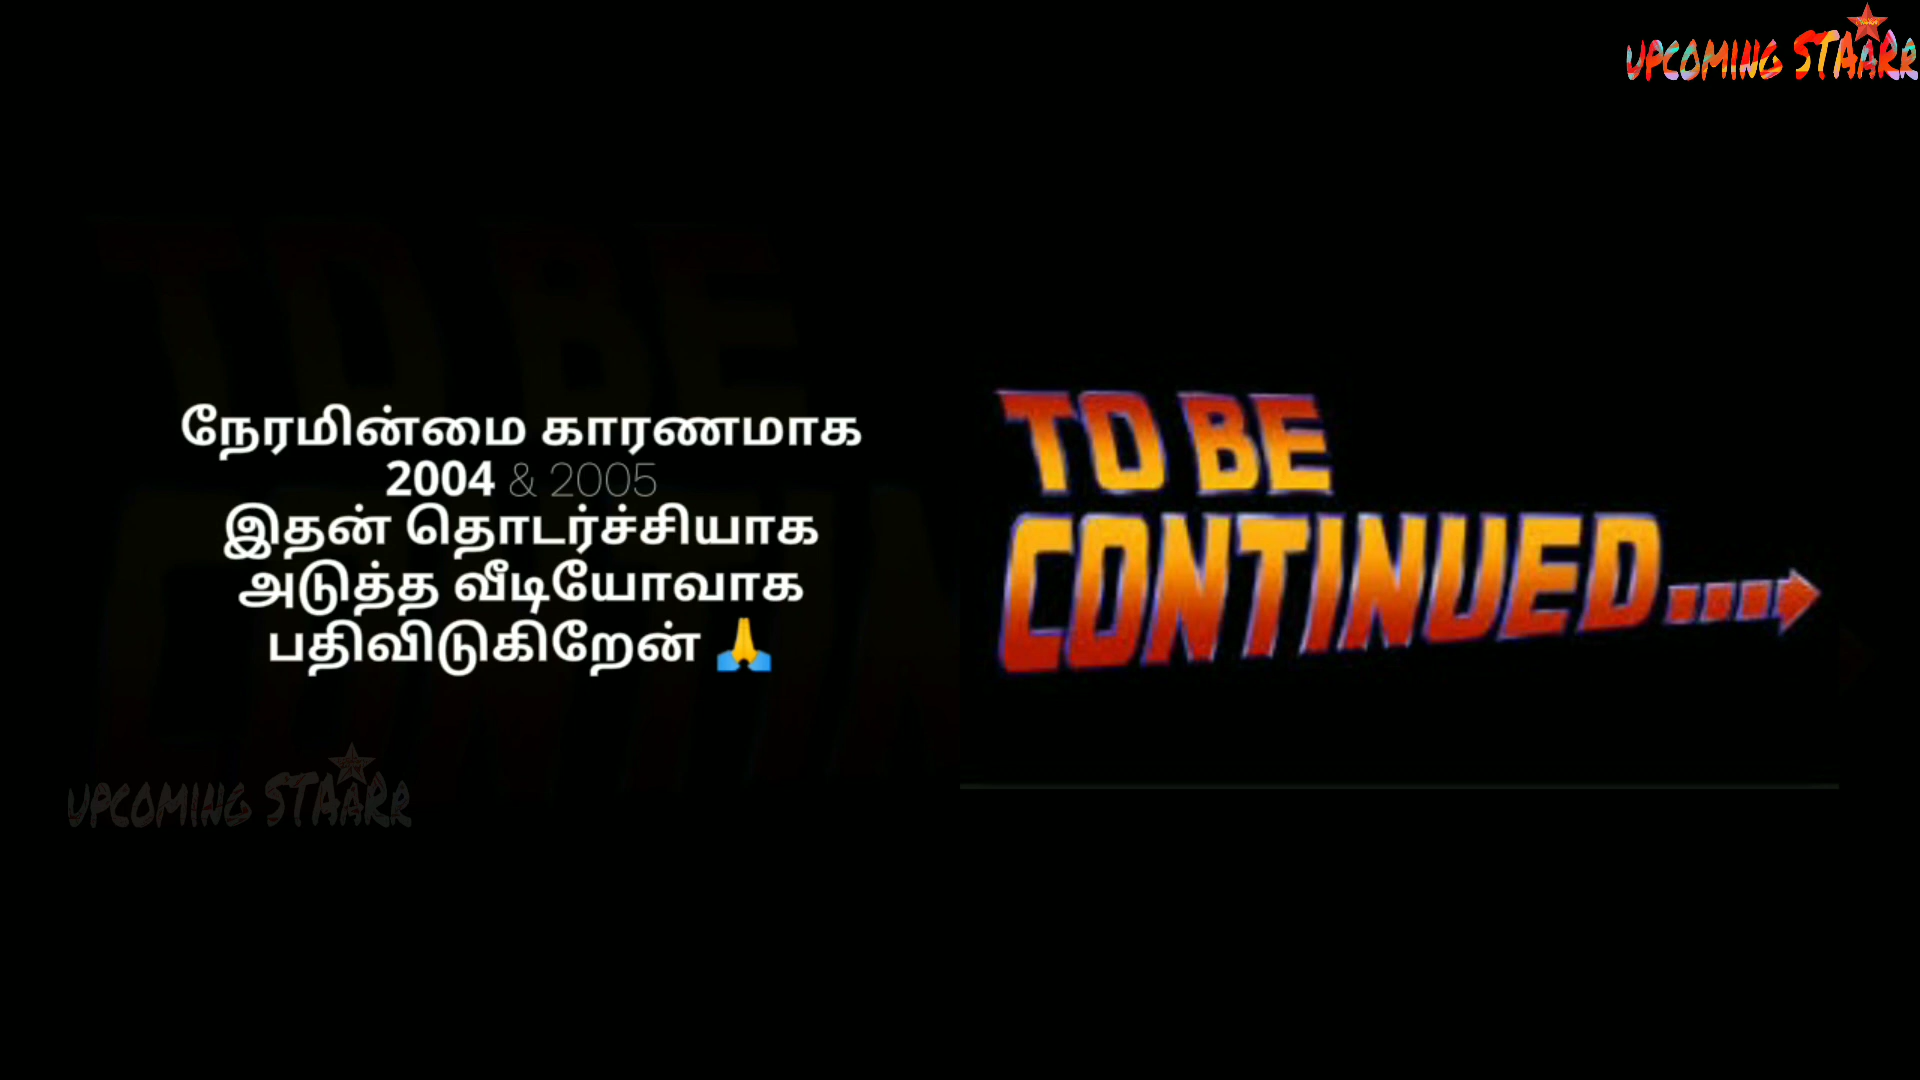 UPCOMING STAARR
நேரமின்மை காரணமாக
2004 & 2005
இதன் தொடர்ச்சியாக
அடுத்த வீடியோவாக
பதிவிடுகிறேன் 🙏
TO BE
CONTINUED....
UPCOMING STAARR